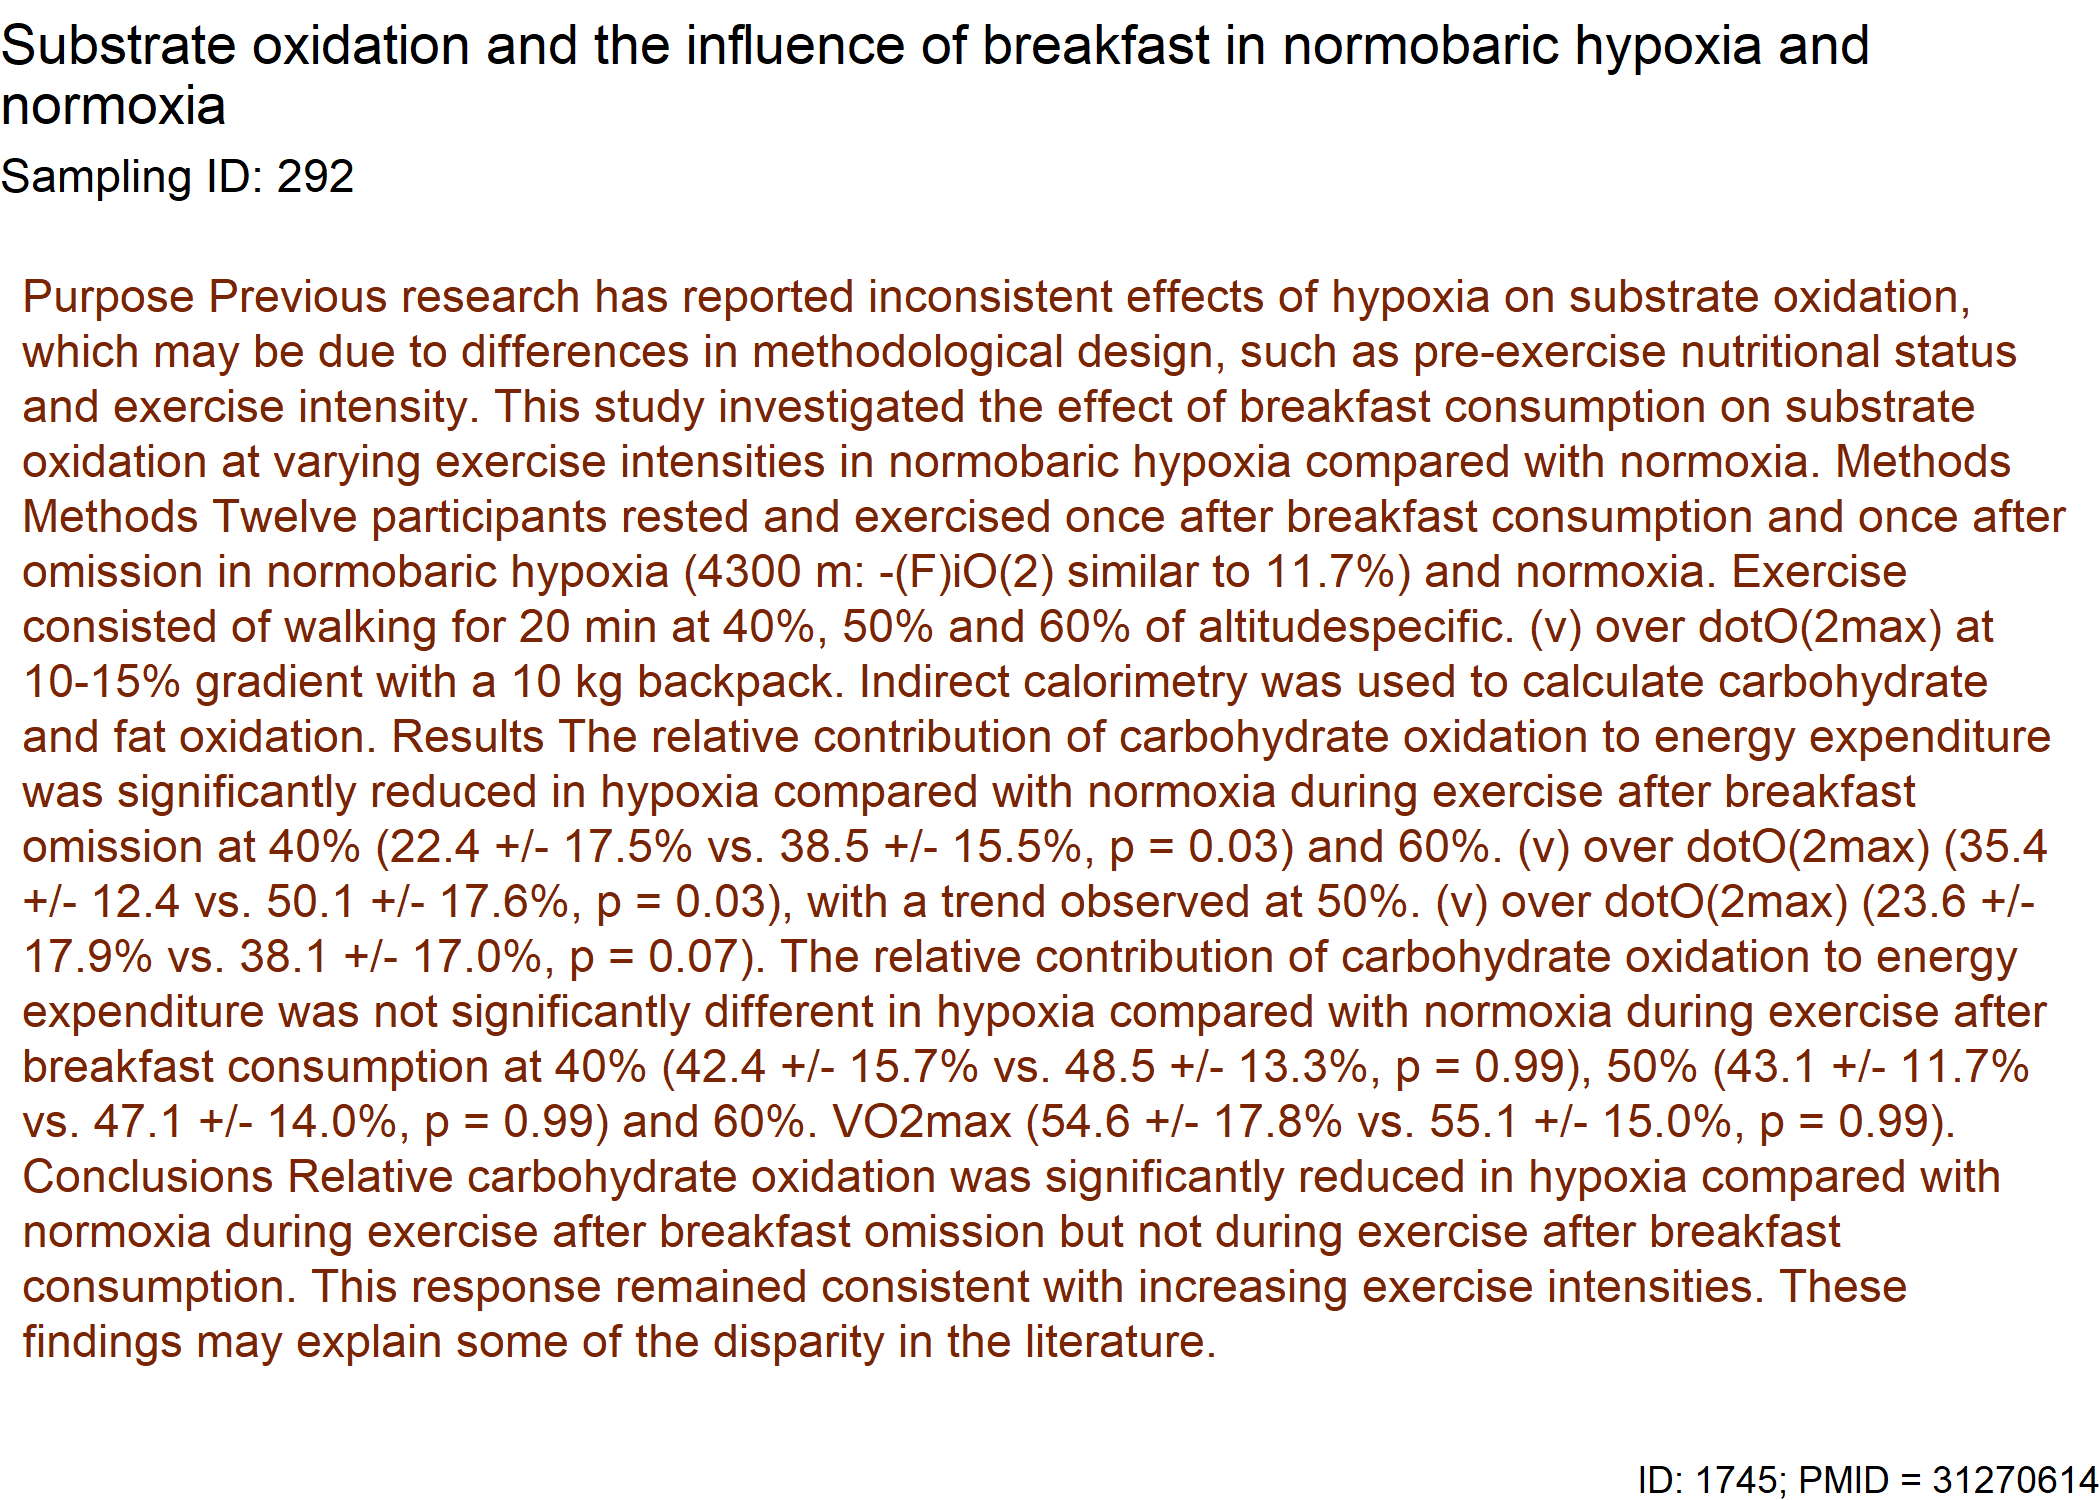 Substrate oxidation and the influence of breakfast in normobaric hypoxia and
normoxia
Sampling ID: 292
Purpose Previous research has reported inconsistent effects of hypoxia on substrate oxidation,
which may be due to differences in methodological design, such as pre-exercise nutritional status
and exercise intensity. This study investigated the effect of breakfast consumption on substrate
oxidation at varying exercise intensities in normobaric hypoxia compared with normoxia. Methods
Methods Twelve participants rested and exercised once after breakfast consumption and once after
omission in normobaric hypoxia (4300 m: -(F)iO(2) similar to 11.7%) and normoxia. Exercise
consisted of walking for 20 min at 40%, 50% and 60% of altitudespecific. (v) over dotO(2max) at
10-15% gradient with a 10 kg backpack. Indirect calorimetry was used to calculate carbohydrate
and fat oxidation. Results The relative contribution of carbohydrate oxidation to energy expenditure
was significantly reduced in hypoxia compared with normoxia during exercise after breakfast
omission at 40% (22.4 +/- 17.5% vs. 38.5 +/- 15.5%, p = 0.03) and 60%. (v) over dotO(2max) (35.4
+/- 12.4 vs. 50.1 +/- 17.6%, p = 0.03), with a trend observed at 50%. (v) over dotO(2max) (23.6 +/-
17.9% vs. 38.1 +/- 17.0%, p = 0.07). The relative contribution of carbohydrate oxidation to energy
expenditure was not significantly different in hypoxia compared with normoxia during exercise after
breakfast consumption at 40% (42.4 +/- 15.7% vs. 48.5 +/- 13.3%, p = 0.99), 50% (43.1 +/- 11.7%
vs. 47.1 +/- 14.0%, p = 0.99) and 60%. VO2max (54.6 +/- 17.8% vs. 55.1 +/- 15.0%, p = 0.99).
Conclusions Relative carbohydrate oxidation was significantly reduced in hypoxia compared with
normoxia during exercise after breakfast omission but not during exercise after breakfast
consumption. This response remained consistent with increasing exercise intensities. These
findings may explain some of the disparity in the literature.
ID: 1745; PMID = 31270614